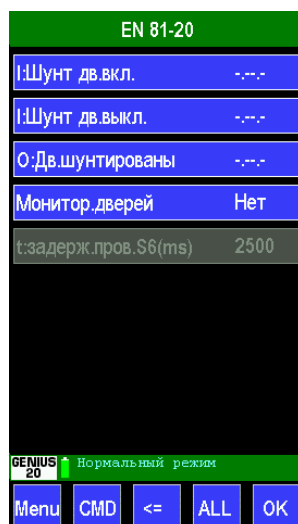 EN 81-20
I:Шунт дв.вкл. -.--.-
I:Шунт дв.выкл. -.--.-
O:Дв.шунтированы -.--.-
Монитор.дверей Нет
t:задерж.пров.S6(ms) 2500
GENIUS 20 Нормальный режим
Menu CMD <= ALL OK